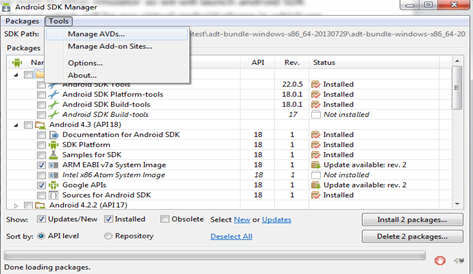 Android SDK Manager
Packages Tools
Manage AVDs...
Manage Add-on Sites...
Options...
About...
SDK Path: \adt-bundle-windows-x86_64-20130729\adt-bundle-windows-x86_64-20
Packages
API Rev. Status
Android SDK Tools 22.0.5 Installed
Android SDK Platform-tools 18.0.1 Installed
Android SDK Build-tools 18.0.1 Installed
Android SDK Build-tools 17 Not installed
Android 4.3 (API 18)
Documentation for Android SDK 18 1 Installed
SDK Platform 18 1 Installed
Samples for SDK 18 1 Installed
ARM EABI v7a System Image 18 1 Update available: rev. 2
Intel x86 Atom System Image 18 1 Not installed
Google APIs 18 1 Update available: rev. 2
Sources for Android SDK 18 1 Installed
Android 4.2.2 (API 17)
Show: Updates/New Installed Obsolete Select New or Updates Install 2 packages...
Sort by: API level Repository Deselect All Delete 2 packages...
Done loading packages.